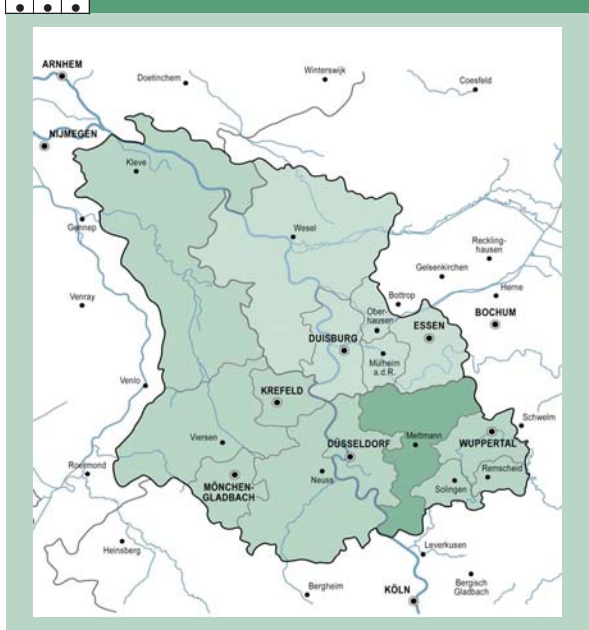 ARNHEM
Doetinchem
Winterswijk
Coesfeld
NIJMEGEN
Kleve
Gennep
Wesel
Reckling-
hausen
Gelsenkirchen
Venray
Bottrop
Herne
Ober-
hausen
ESSEN
BOCHUM
DUISBURG
Mülheim
a.d.R.
Venlo
KREFELD
Schwelm
Viersen
Mettmann
DÜSSELDORF
WUPPERTAL
Roermond
Neuss
Remscheid
MÖNCHEN-
GLADBACH
Solingen
Heinsberg
Leverkusen
Bergheim
KÖLN
Bergisch
Gladbach